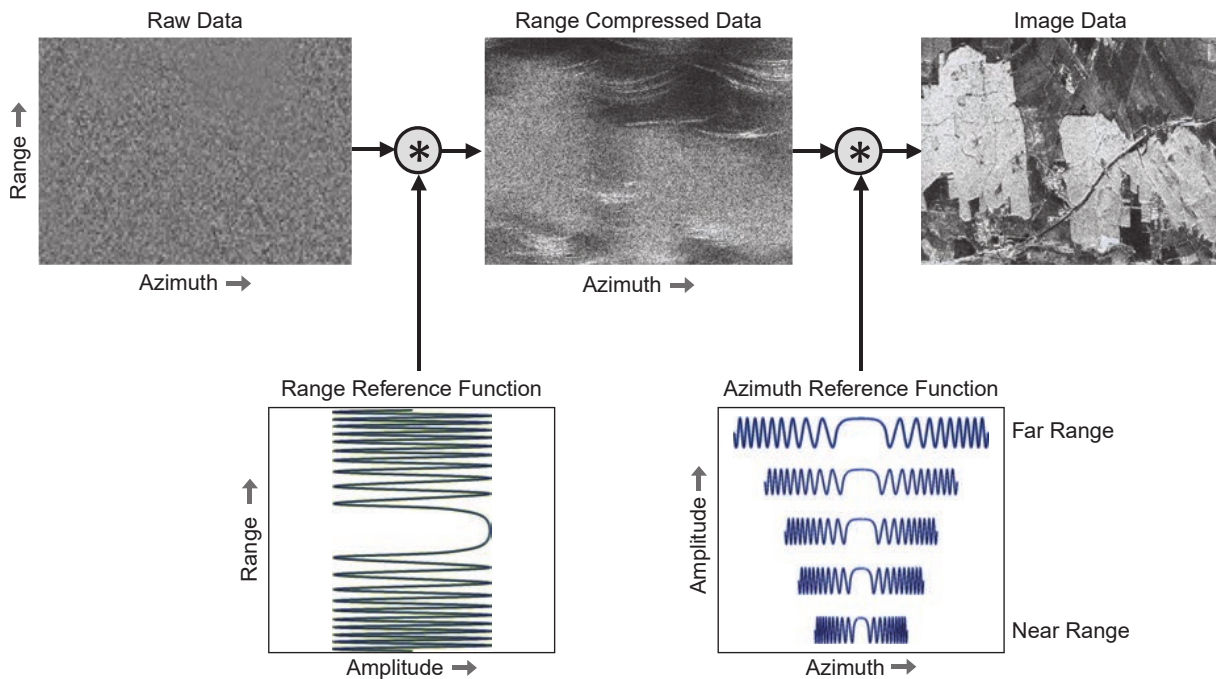 Raw Data
Range Compressed Data
Image Data
Range
*
*
Azimuth
Azimuth
Range Reference Function
Azimuth Reference Function
Range
Amplitude
Far Range
Near Range
Amplitude
Azimuth